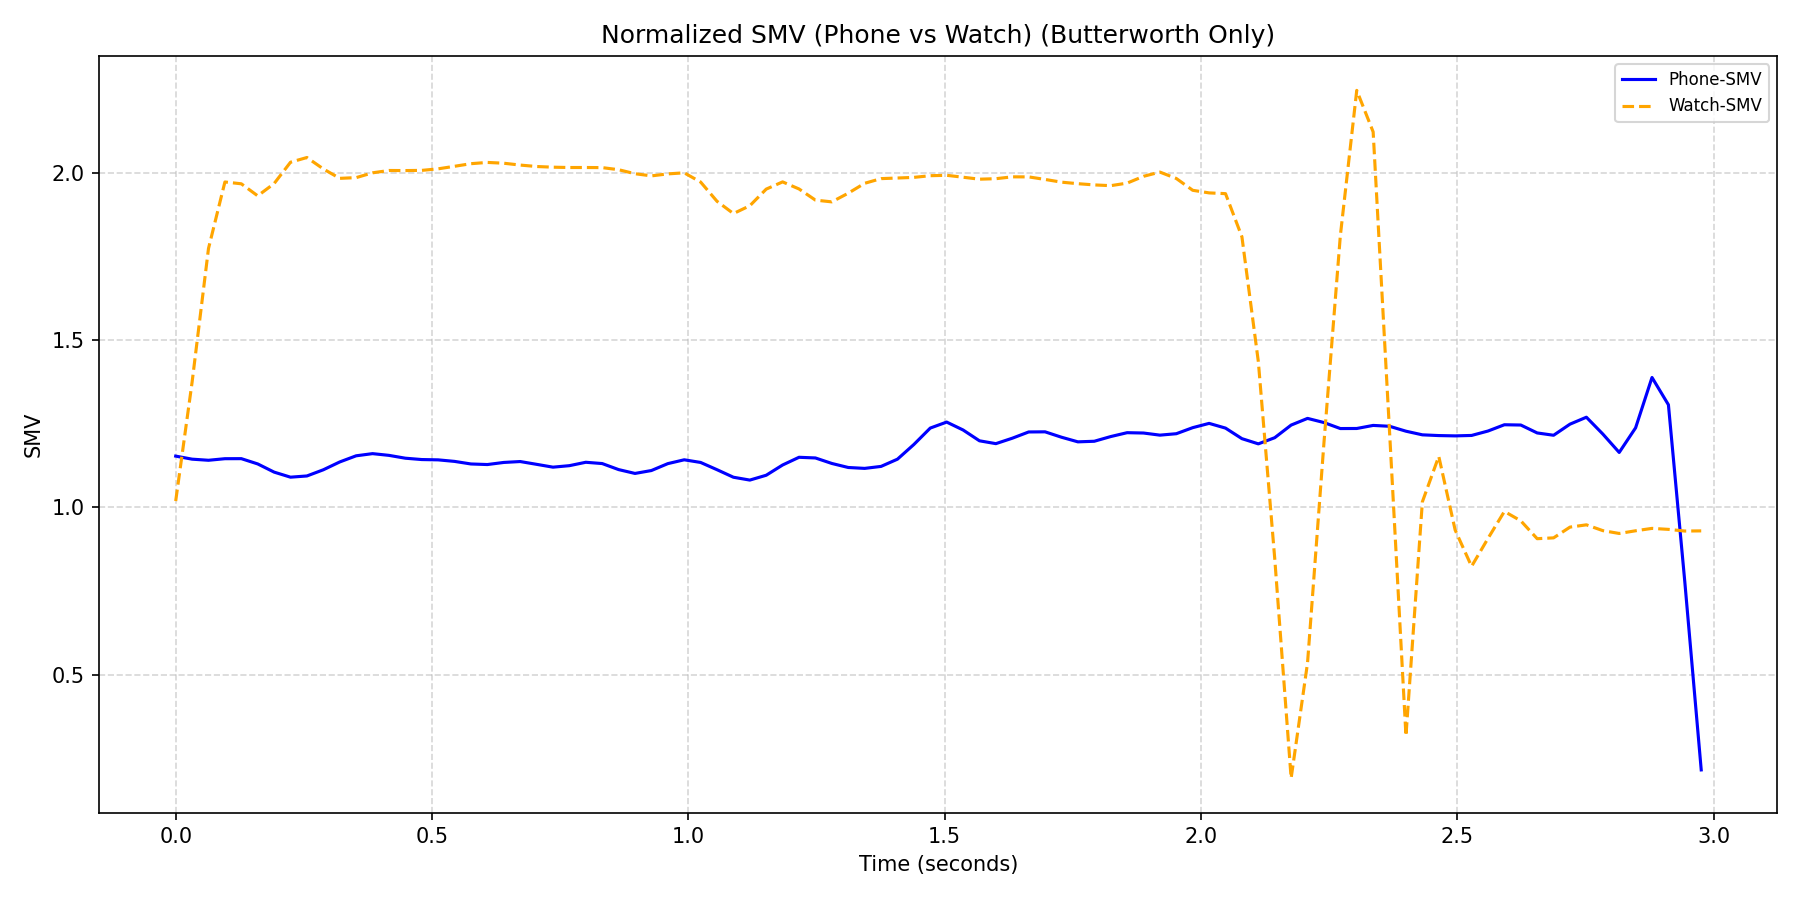 Normalized SMV (Phone vs Watch) (Butterworth Only)
Phone-SMV
Watch-SMV
SMV
2.0
1.5
1.0
0.5
0.0 0.5 1.0 1.5 2.0 2.5 3.0
Time (seconds)